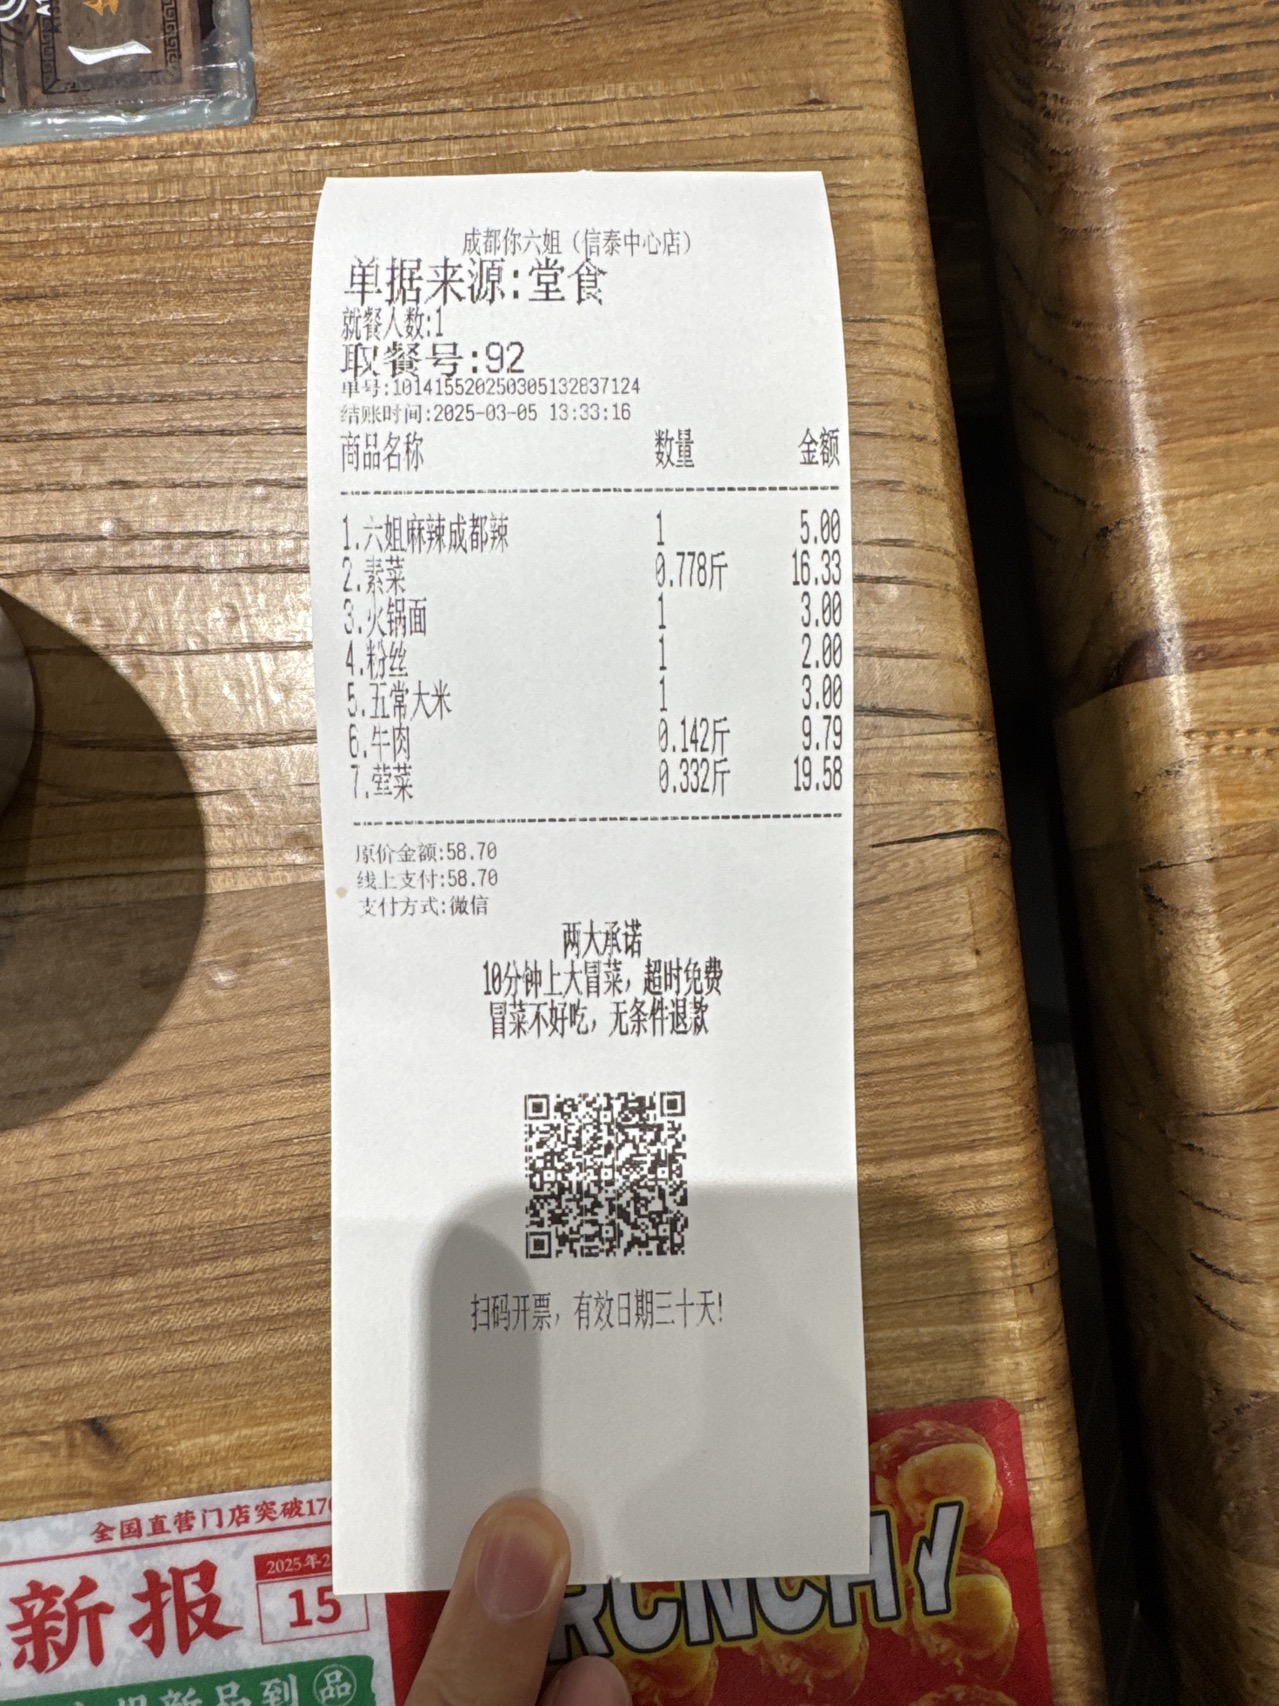 一
成都你六姐（信泰中心店）
单据来源:堂食
就餐人数:1
取餐号:92
单号:101415520250305132837124
结账时间:2025-03-05 13:33:16
商品名称 数量 金额
1.六姐麻辣成都辣 1 5.00
2.素菜 0.778斤 16.33
3.火锅面 1 3.00
4.粉丝 1 2.00
5.五常大米 1 3.00
6.牛肉 0.142斤 9.79
7.荤菜 0.332斤 19.58
原价金额:58.70
线上支付:58.70
支付方式:微信
两大承诺
10分钟上大冒菜，超时免费
冒菜不好吃，无条件退款
扫码开票，有效日期三十天!
全国直营门店突破170
新报
2025年2
15
新品到
品
RUNCHY